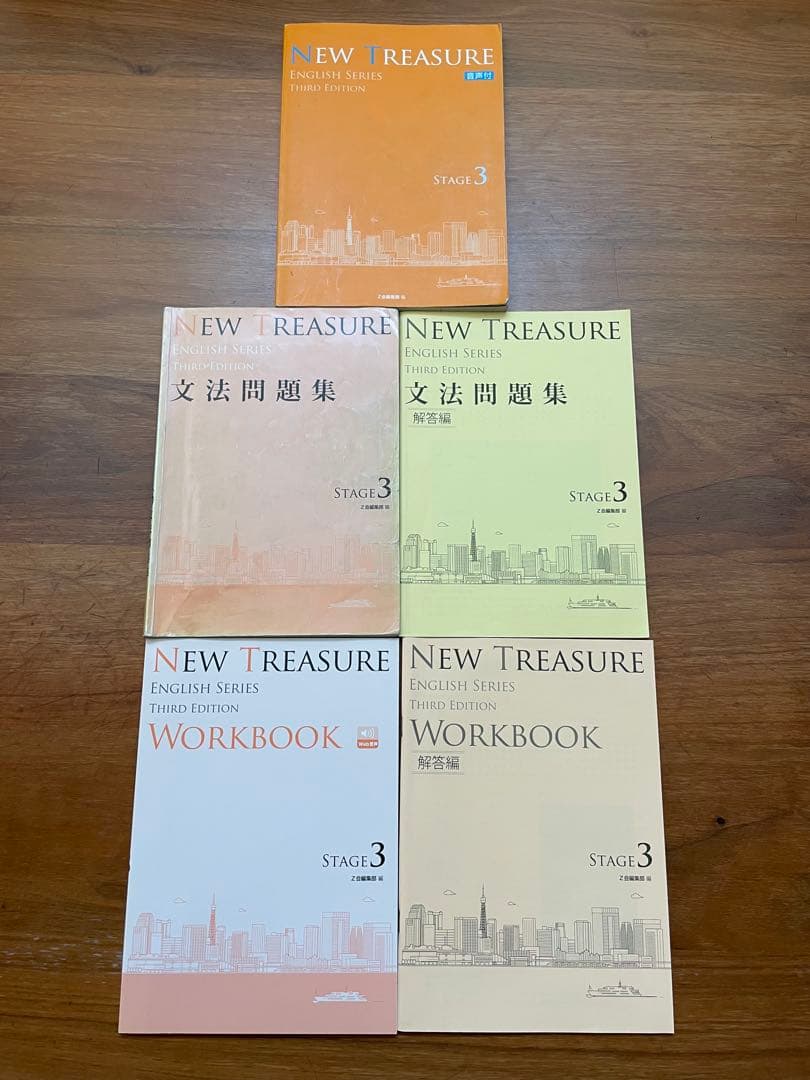 NEW TREASURE
ENGLISH SERIES
THIRD EDITION
音声付
STAGE 3
Z会編集部 編
NEW TREASURE
ENGLISH SERIES
THIRD EDITION
文法問題集
STAGE 3
Z会編集部 編
NEW TREASURE
ENGLISH SERIES
THIRD EDITION
文法問題集
解答編
STAGE 3
Z会編集部 編
NEW TREASURE
ENGLISH SERIES
THIRD EDITION
WORKBOOK
Web音声
STAGE 3
Z会編集部 編
NEW TREASURE
ENGLISH SERIES
THIRD EDITION
WORKBOOK
解答編
STAGE 3
Z会編集部 編